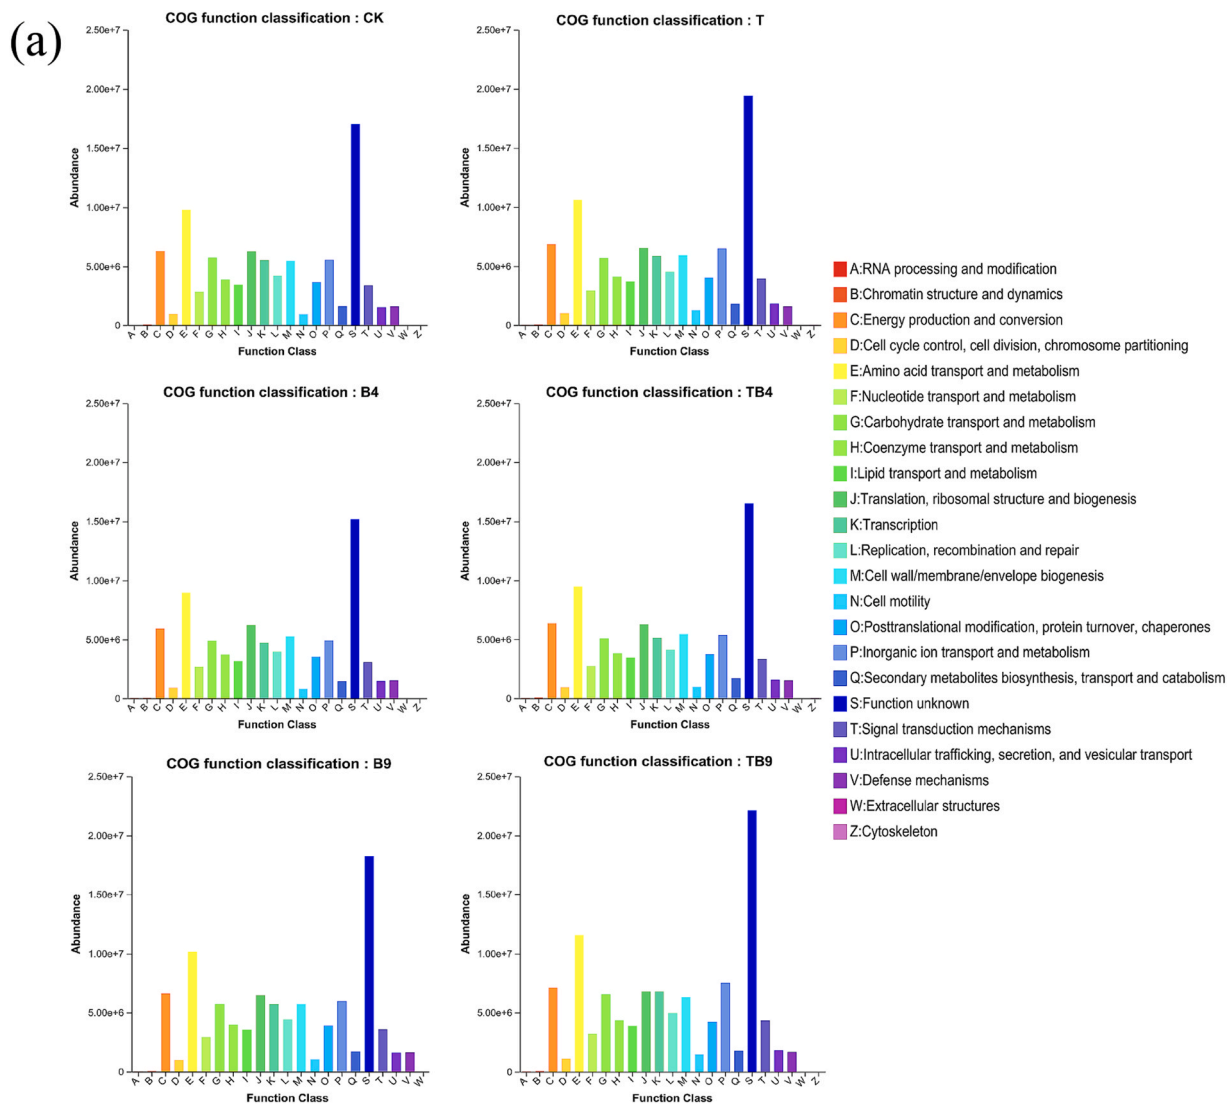 (a)
COG function classification : CK
2.50e+7
2.00e+7
1.50e+7
1.00e+7
5.00e+6
0
Abundance
A B C D E F G H I J K L M N O P Q S T U V W Z
Function Class
COG function classification : T
2.50e+7
2.00e+7
1.50e+7
1.00e+7
5.00e+6
0
Abundance
A B C D E F G H I J K L M N O P Q S T U V W Z
Function Class
COG function classification : B4
2.50e+7
2.00e+7
1.50e+7
1.00e+7
5.00e+6
0
Abundance
A B C D E F G H I J K L M N O P Q S T U V W Z
Function Class
COG function classification : TB4
2.50e+7
2.00e+7
1.50e+7
1.00e+7
5.00e+6
0
Abundance
A B C D E F G H I J K L M N O P Q S T U V W Z
Function Class
COG function classification : B9
2.50e+7
2.00e+7
1.50e+7
1.00e+7
5.00e+6
0
Abundance
A B C D E F G H I J K L M N O P Q S T U V W
Function Class
COG function classification : TB9
2.50e+7
2.00e+7
1.50e+7
1.00e+7
5.00e+6
0
Abundance
A B C D E F G H I J K L M N O P Q S T U V W Z
Function Class
A:RNA processing and modification
B:Chromatin structure and dynamics
C:Energy production and conversion
D:Cell cycle control, cell division, chromosome partitioning
E:Amino acid transport and metabolism
F:Nucleotide transport and metabolism
G:Carbohydrate transport and metabolism
H:Coenzyme transport and metabolism
I:Lipid transport and metabolism
J:Translation, ribosomal structure and biogenesis
K:Transcription
L:Replication, recombination and repair
M:Cell wall/membrane/envelope biogenesis
N:Cell motility
O:Posttranslational modification, protein turnover, chaperones
P:Inorganic ion transport and metabolism
Q:Secondary metabolites biosynthesis, transport and catabolism
S:Function unknown
T:Signal transduction mechanisms
U:Intracellular trafficking, secretion, and vesicular transport
V:Defense mechanisms
W:Extracellular structures
Z:Cytoskeleton